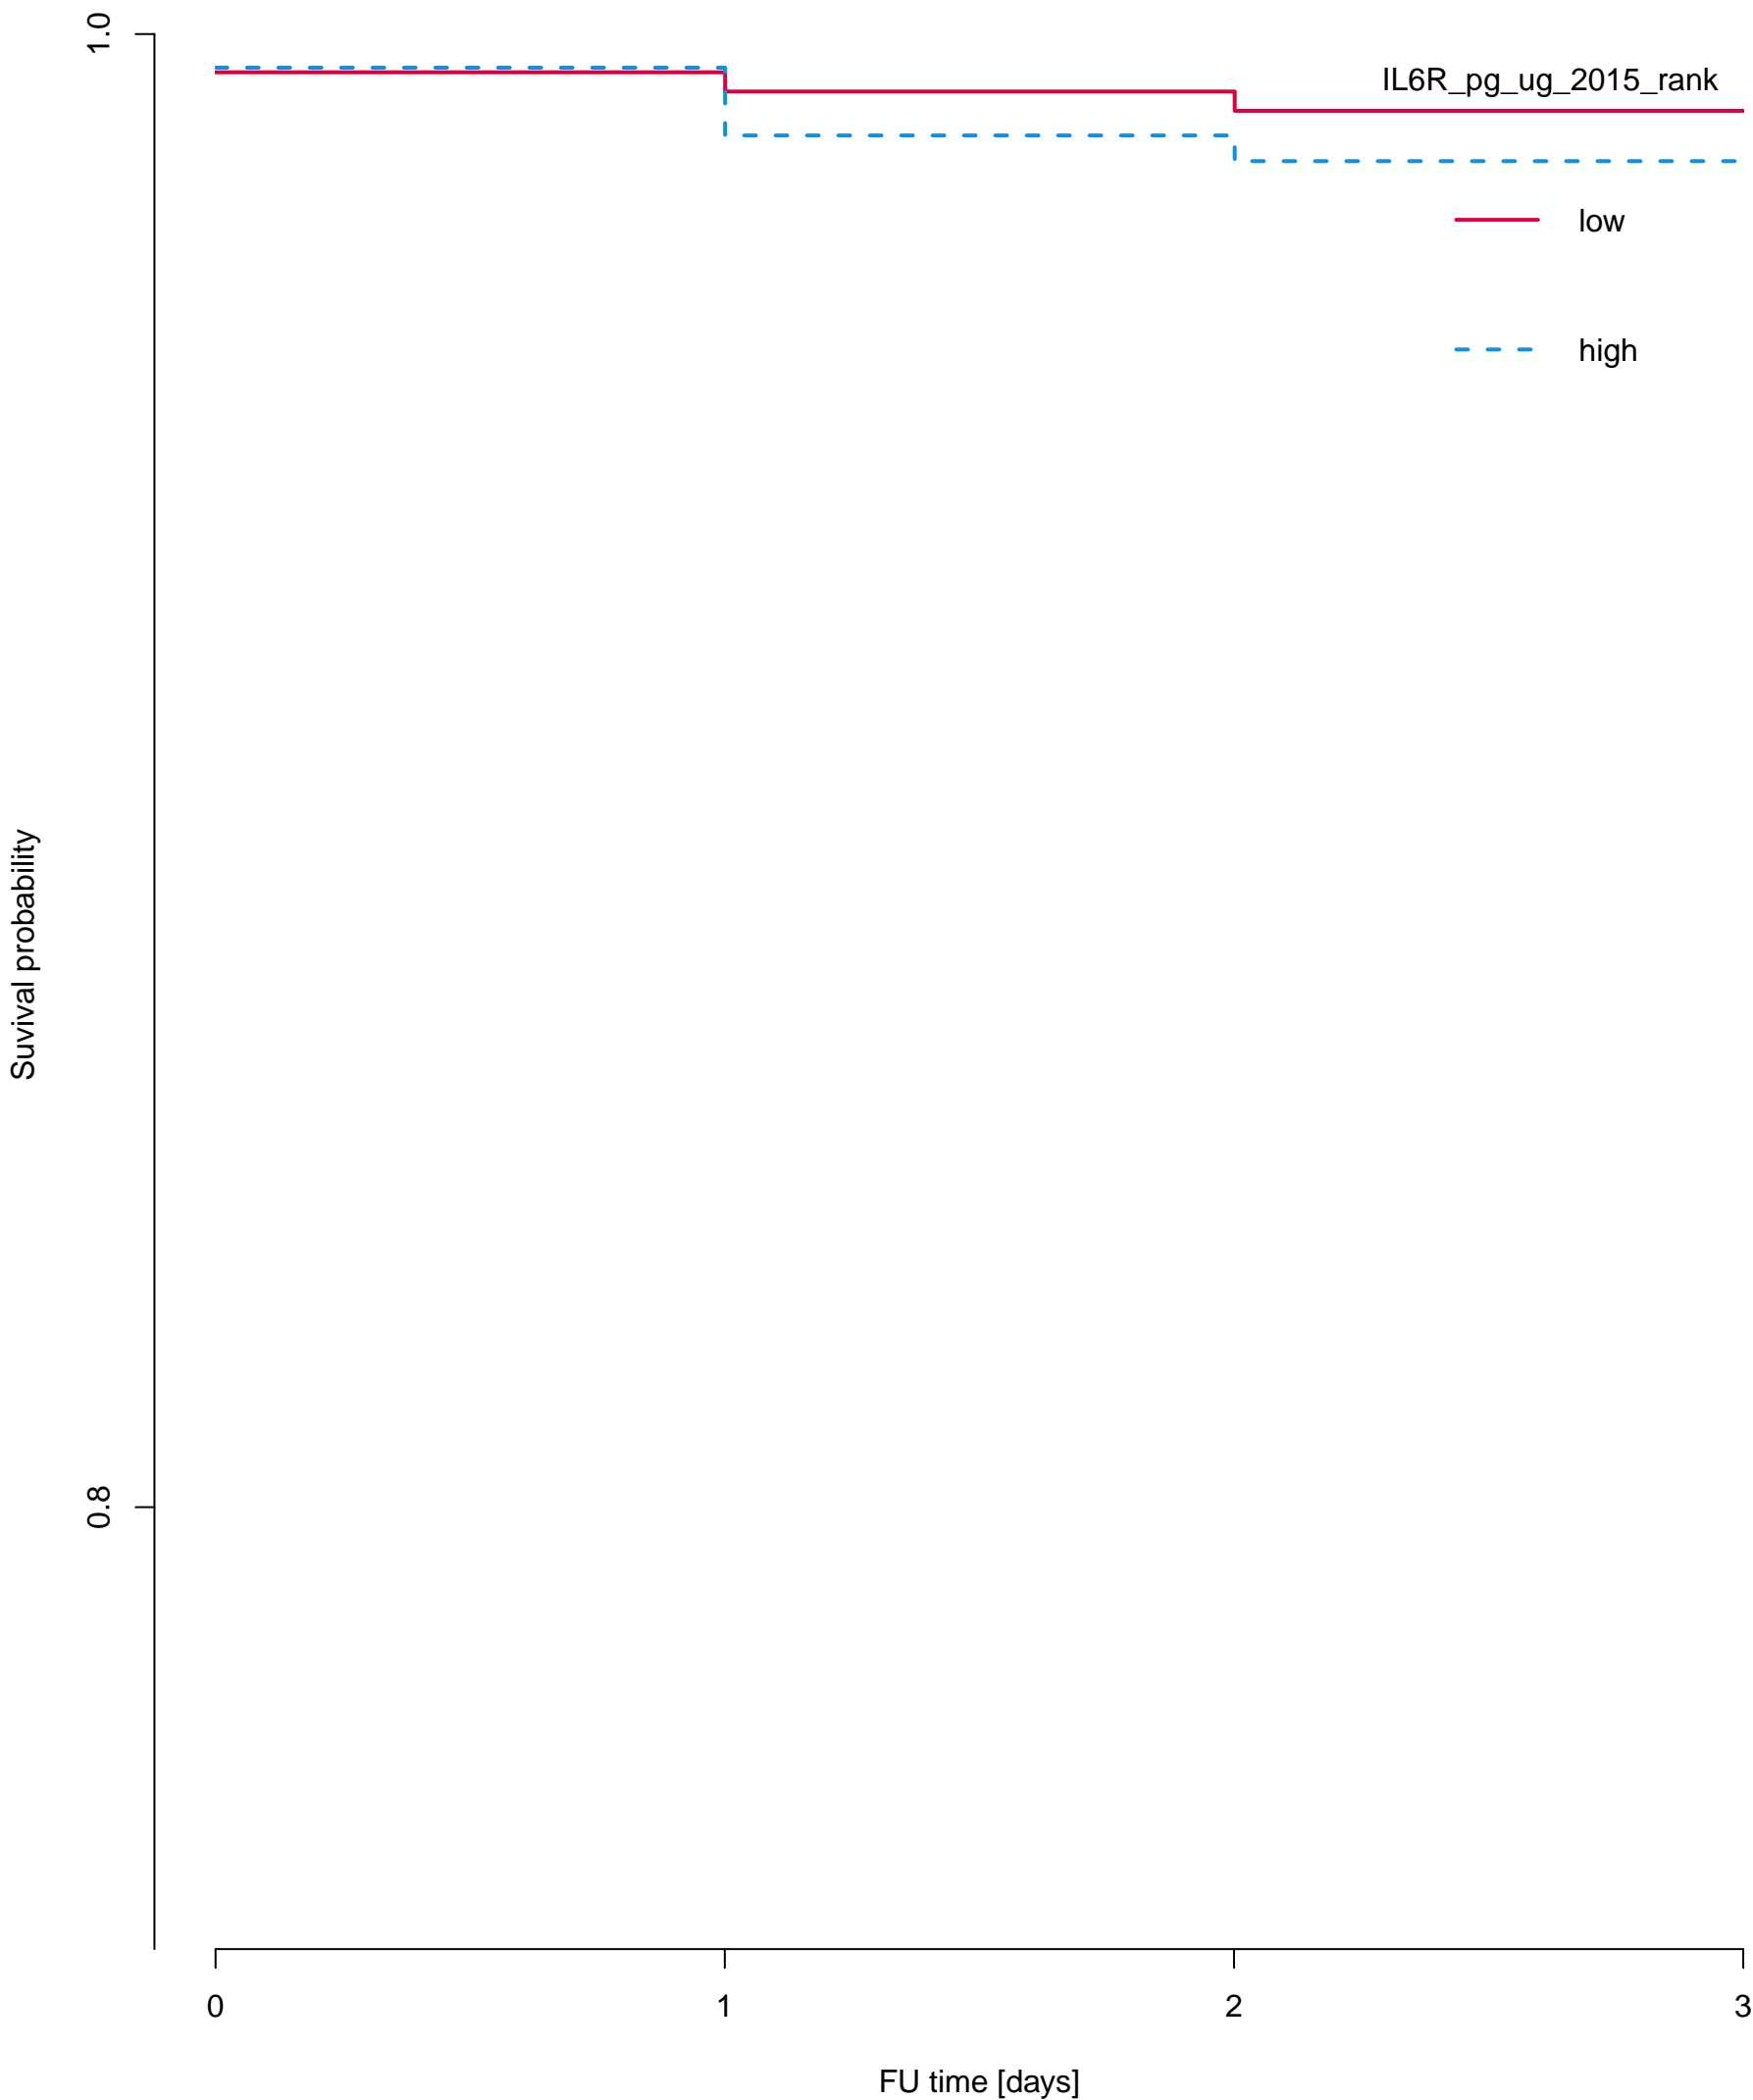 1.0
IL6R_pg_ug_2015_rank
low
high
Suvival probability
0.8
0
1
2
3
FU time [days]